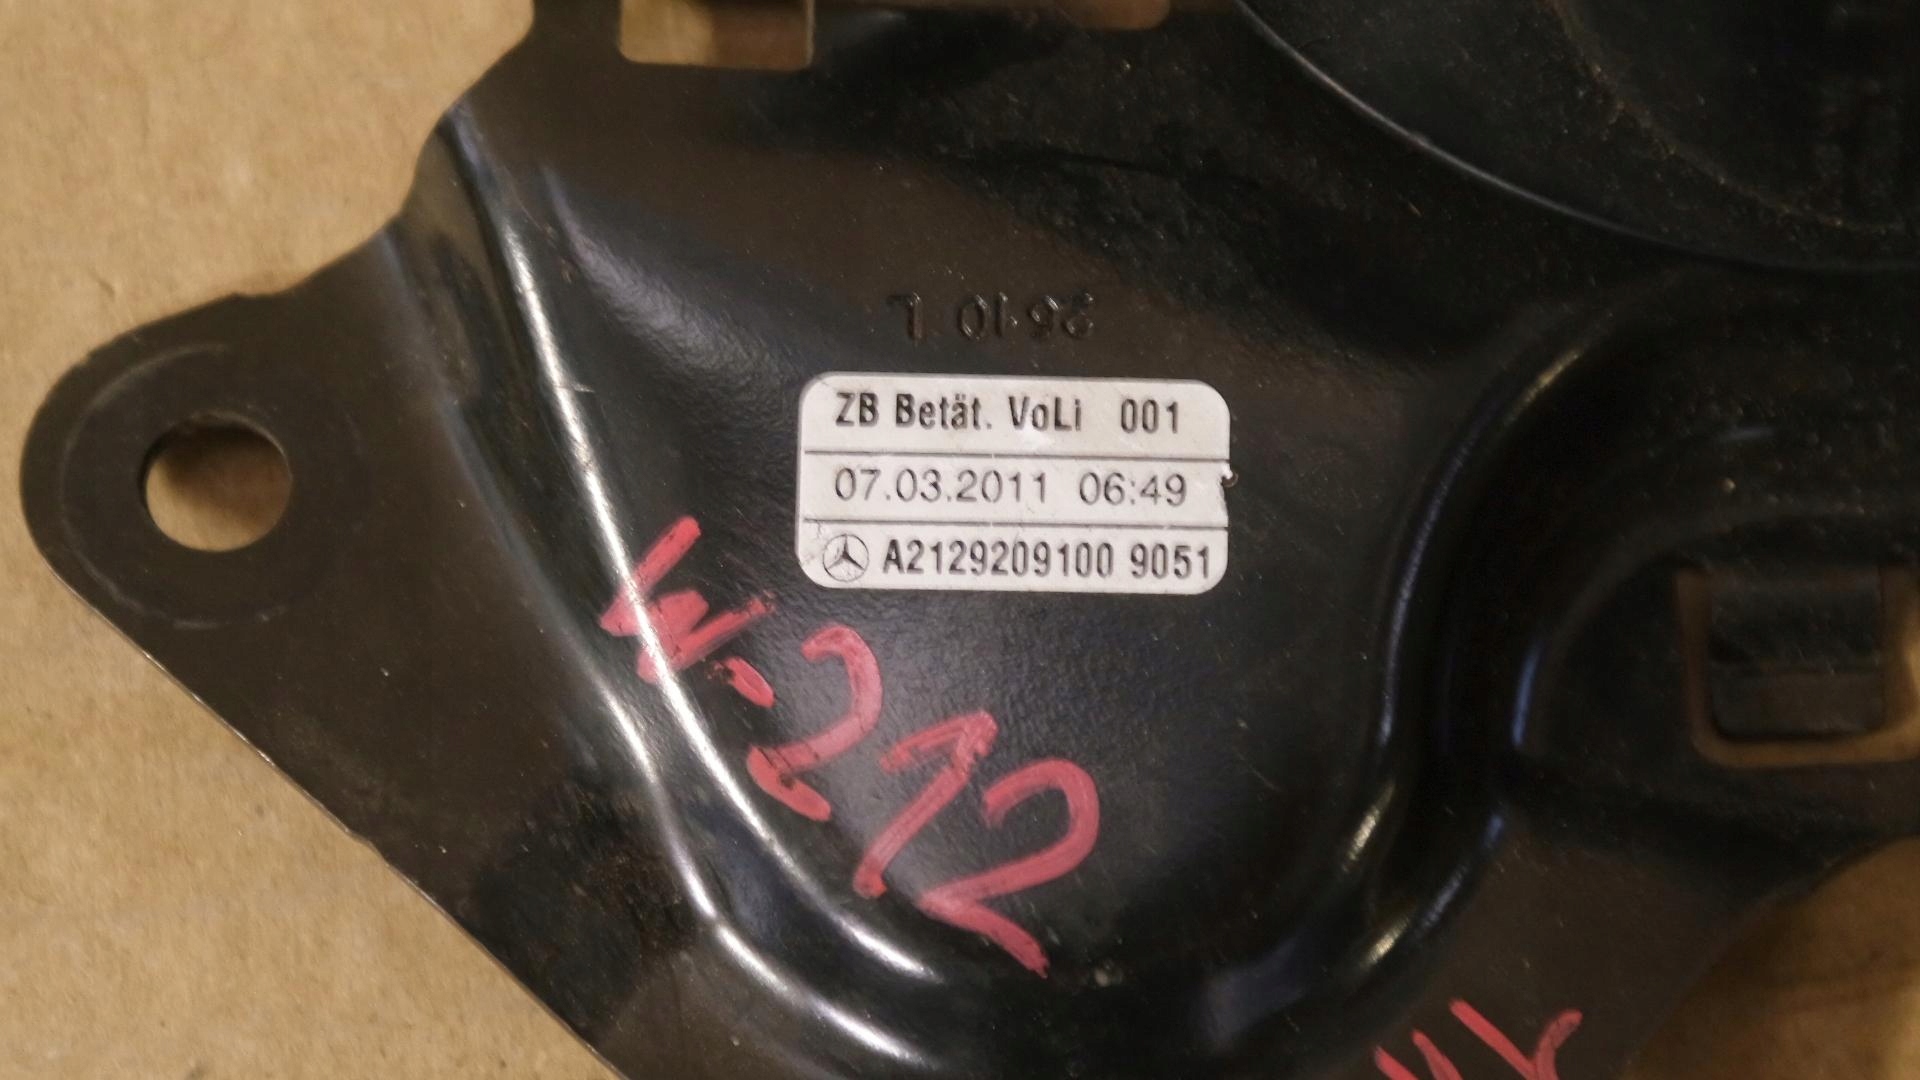 2610 L
ZB Betät. VoLi 001
07.03.2011 06:49
A2129209100 9051
W-212